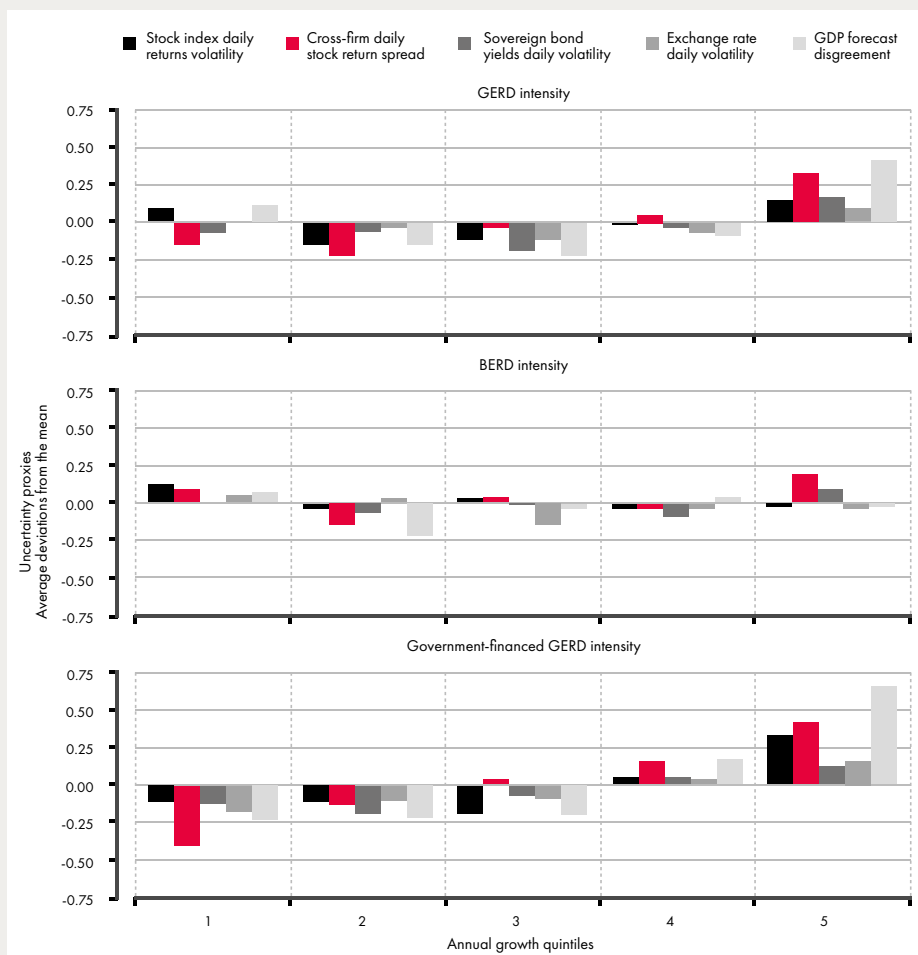 Stock index daily
returns volatility
Cross-firm daily
stock return spread
Sovereign bond
yields daily volatility
Exchange rate
daily volatility
GDP forecast
disgreement
GERD intensity
0.75
0.50
0.25
0.00
-0.25
-0.50
-0.75
BERD intensity
0.75
0.50
0.25
0.00
-0.25
-0.50
-0.75
Uncertainty proxies
Average deviations from the mean
Government-financed GERD intensity
0.75
0.50
0.25
0.00
-0.25
-0.50
-0.75
1 2 3 4 5
Annual growth quintiles